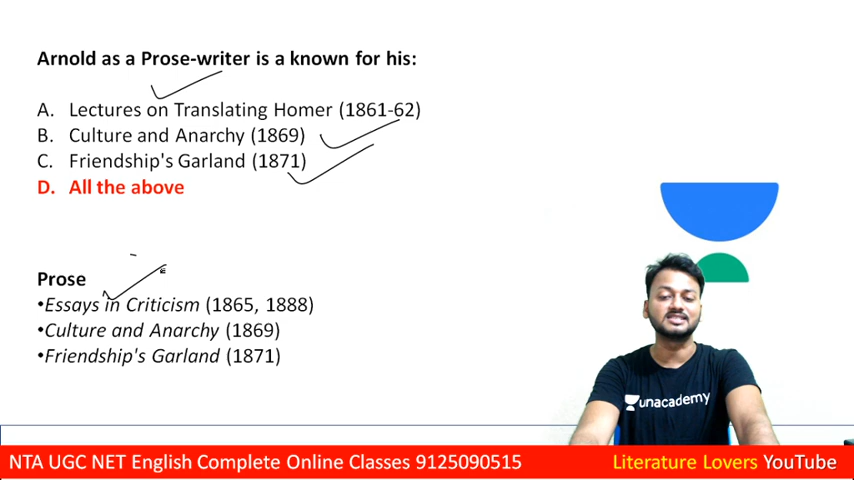 Arnold as a Prose-writer is a known for his:
A. Lectures on Translating Homer (1861-62)
B. Culture and Anarchy (1869)
C. Friendship's Garland (1871)
D. All the above
Prose
•Essays in Criticism (1865, 1888)
•Culture and Anarchy (1869)
•Friendship's Garland (1871)
unacademy
NTA UGC NET English Complete Online Classes 9125090515
Literature Lovers YouTube